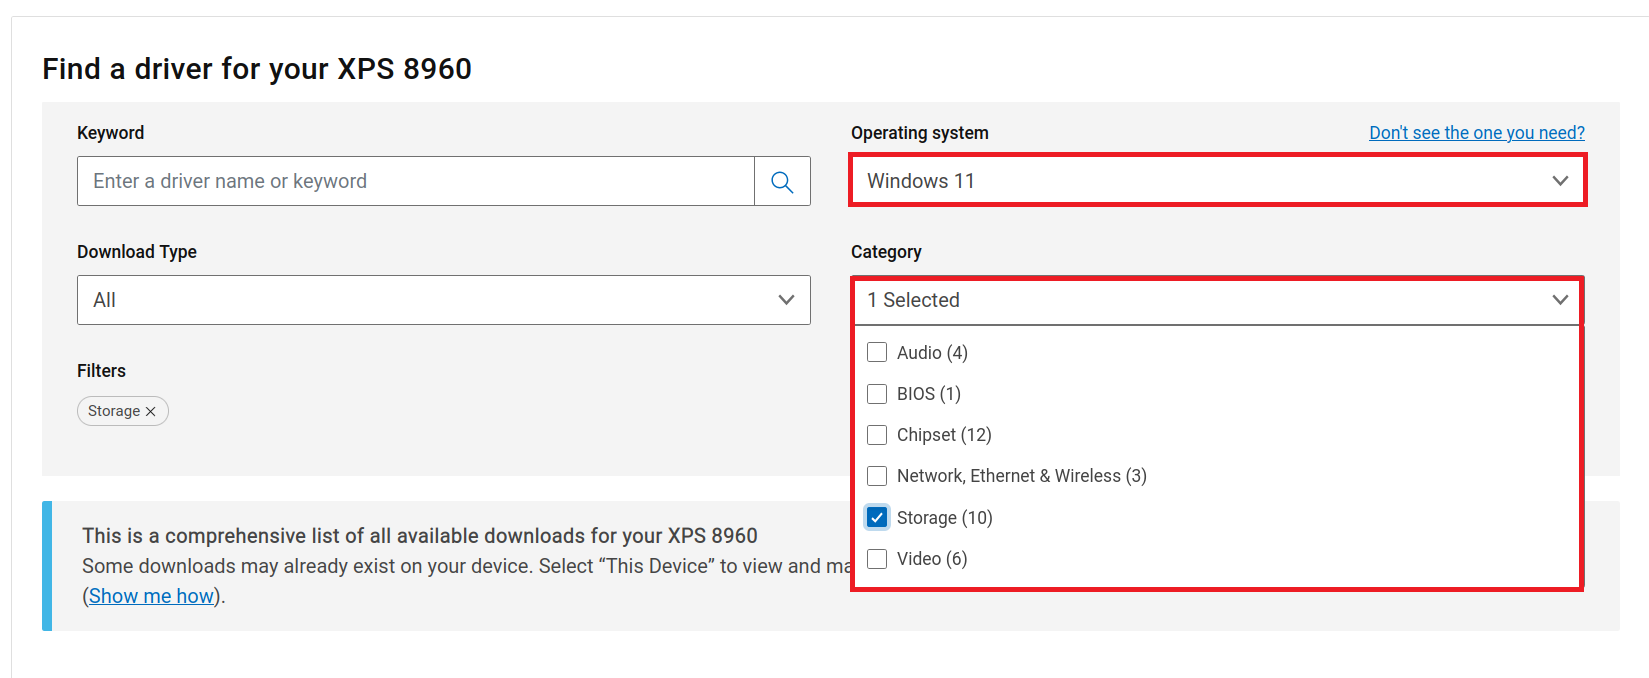 Find a driver for your XPS 8960
Keyword
Enter a driver name or keyword
Operating system
Don't see the one you need?
Windows 11
Download Type
All
Category
1 Selected
Audio (4)
BIOS (1)
Chipset (12)
Network, Ethernet & Wireless (3)
Storage (10)
Video (6)
Filters
Storage
This is a comprehensive list of all available downloads for your XPS 8960
Some downloads may already exist on your device. Select “This Device” to view and
(Show me how).